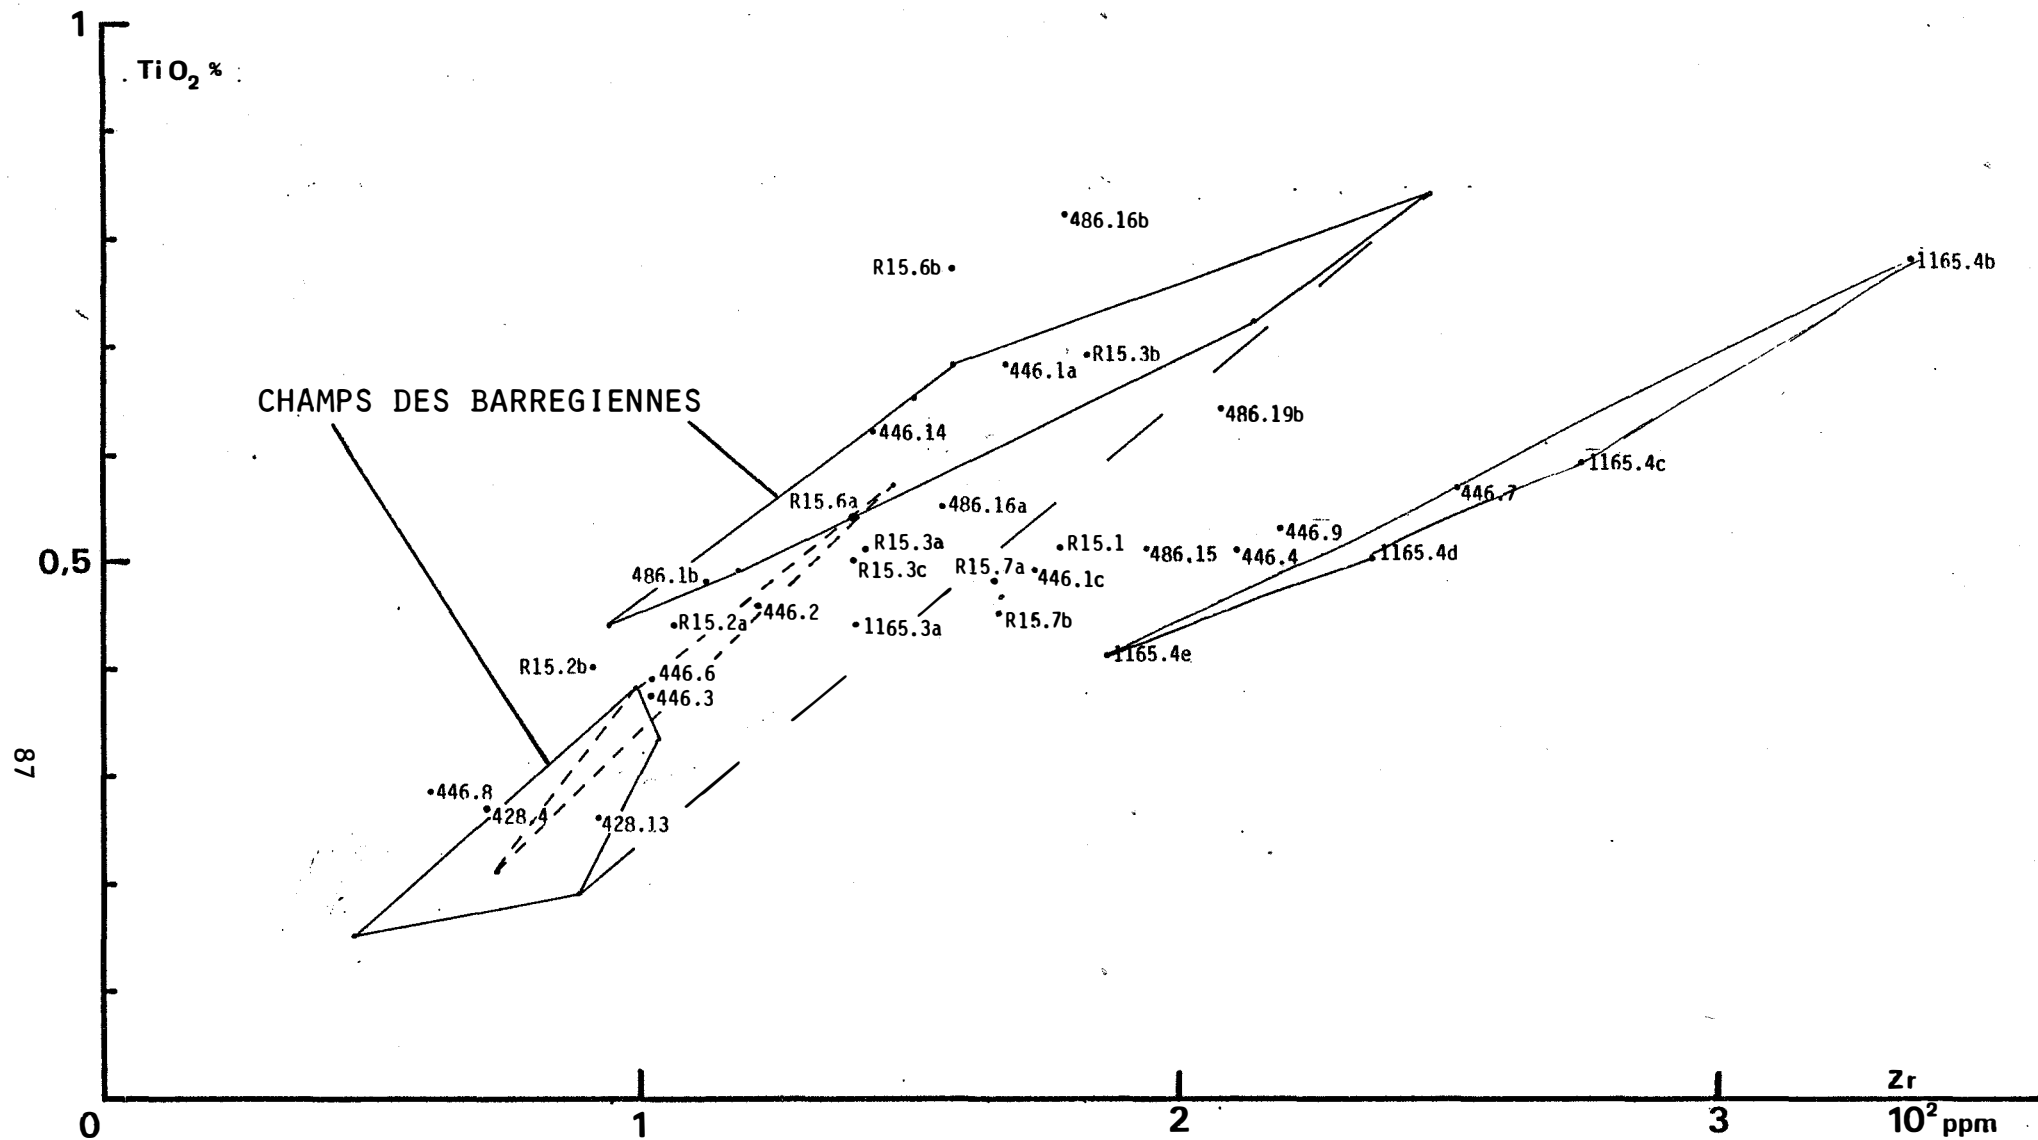 1
TiO2 %
486.16b
R15.6b
1165.4b
R15.3b
446.1a
CHAMPS DES BARREGIENNES
486.19b
446.14
1165.4c
446.7
R15.6a
486.16a
446.9
R15.3a
R15.1
486.15
446.4
1165.4d
0,5
R15.3c
R15.7a
446.1c
486.1b
446.2
R15.2a
1165.3a
R15.7b
1165.4e
R15.2b
446.6
446.3
87
446.8
428.4
428.13
Zr
0
1
2
3
10² ppm